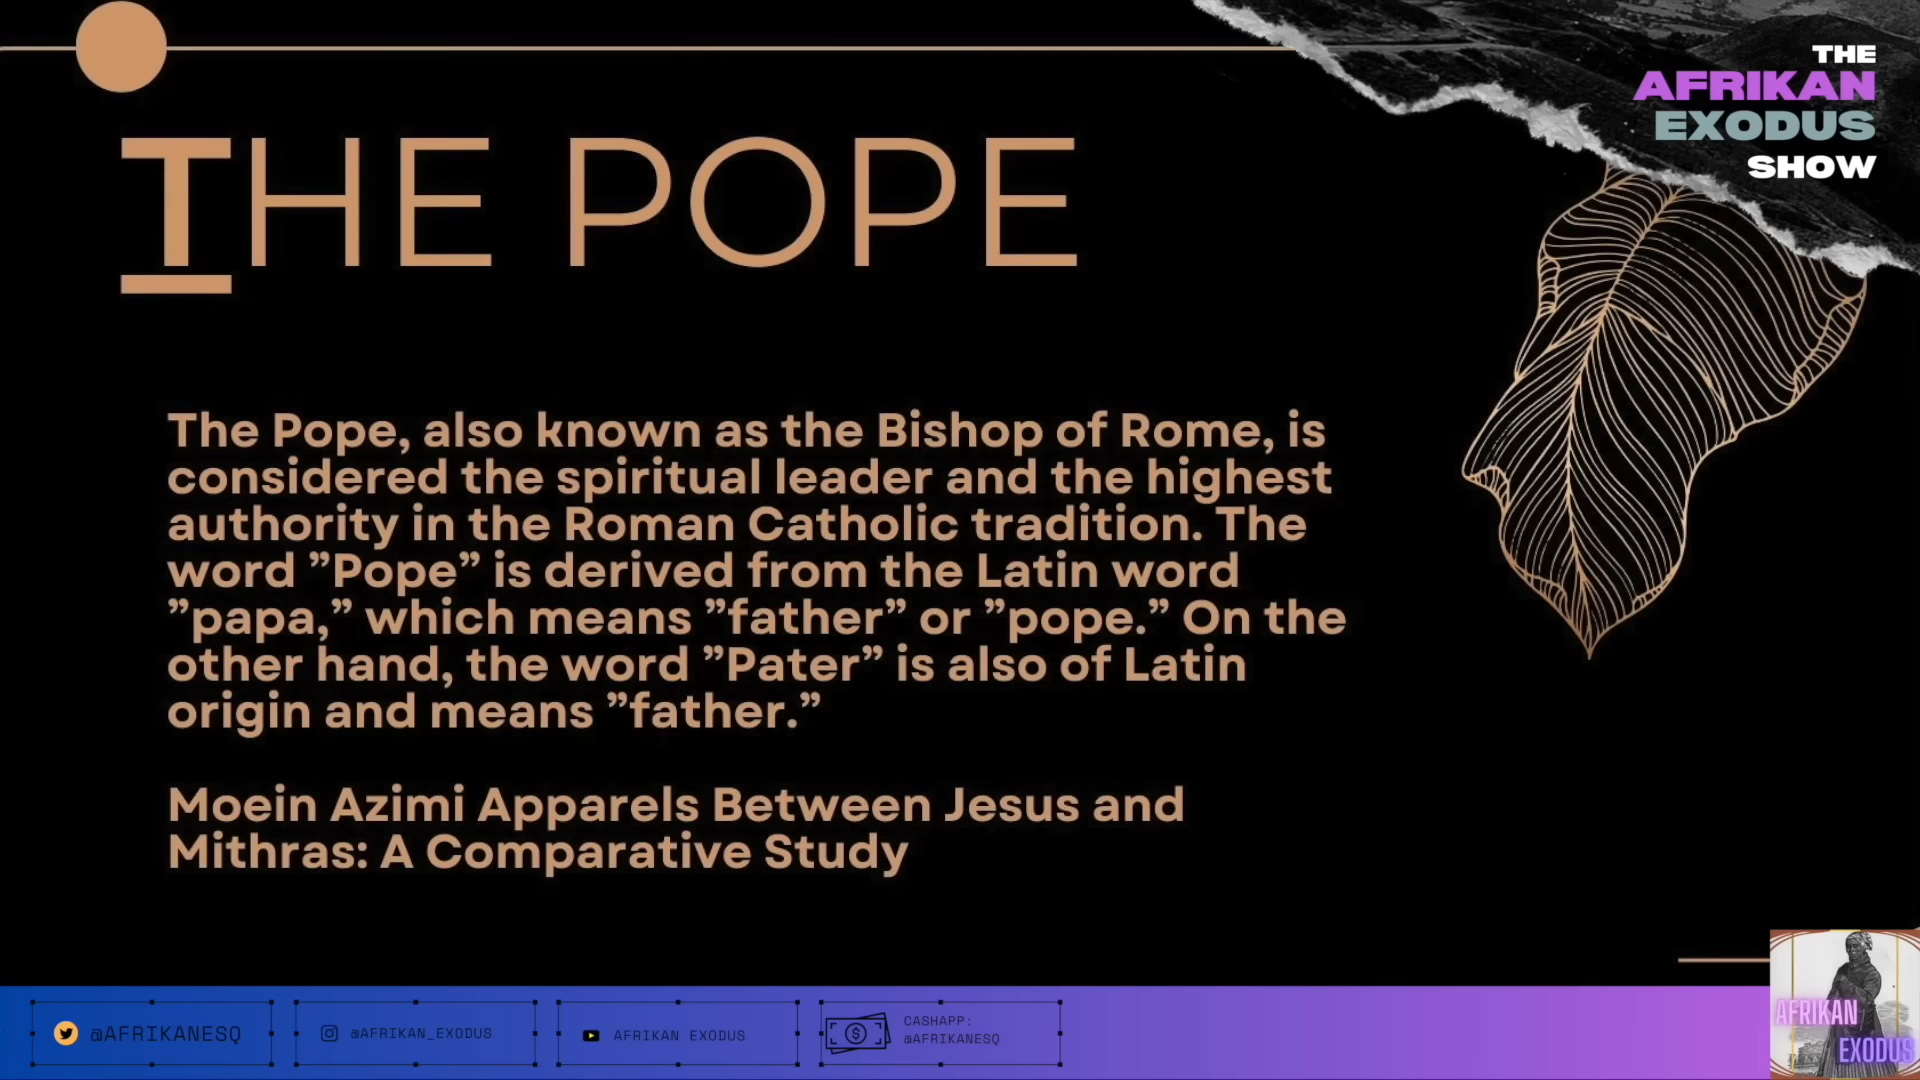 THE
AFRIKAN
EXODUS
SHOW
THE POPE
The Pope, also known as the Bishop of Rome, is
considered the spiritual leader and the highest
authority in the Roman Catholic tradition. The
word ”Pope” is derived from the Latin word
”papa,” which means ”father” or ”pope.” On the
other hand, the word ”Pater” is also of Latin
origin and means ”father.”
Moein Azimi Apparels Between Jesus and
Mithras: A Comparative Study
@AFRIKANESQ
@AFRIKAN_EXODUS
AFRIKAN EXODUS
CASHAPP:
@AFRIKANESQ
AFRIKAN
EXODUS